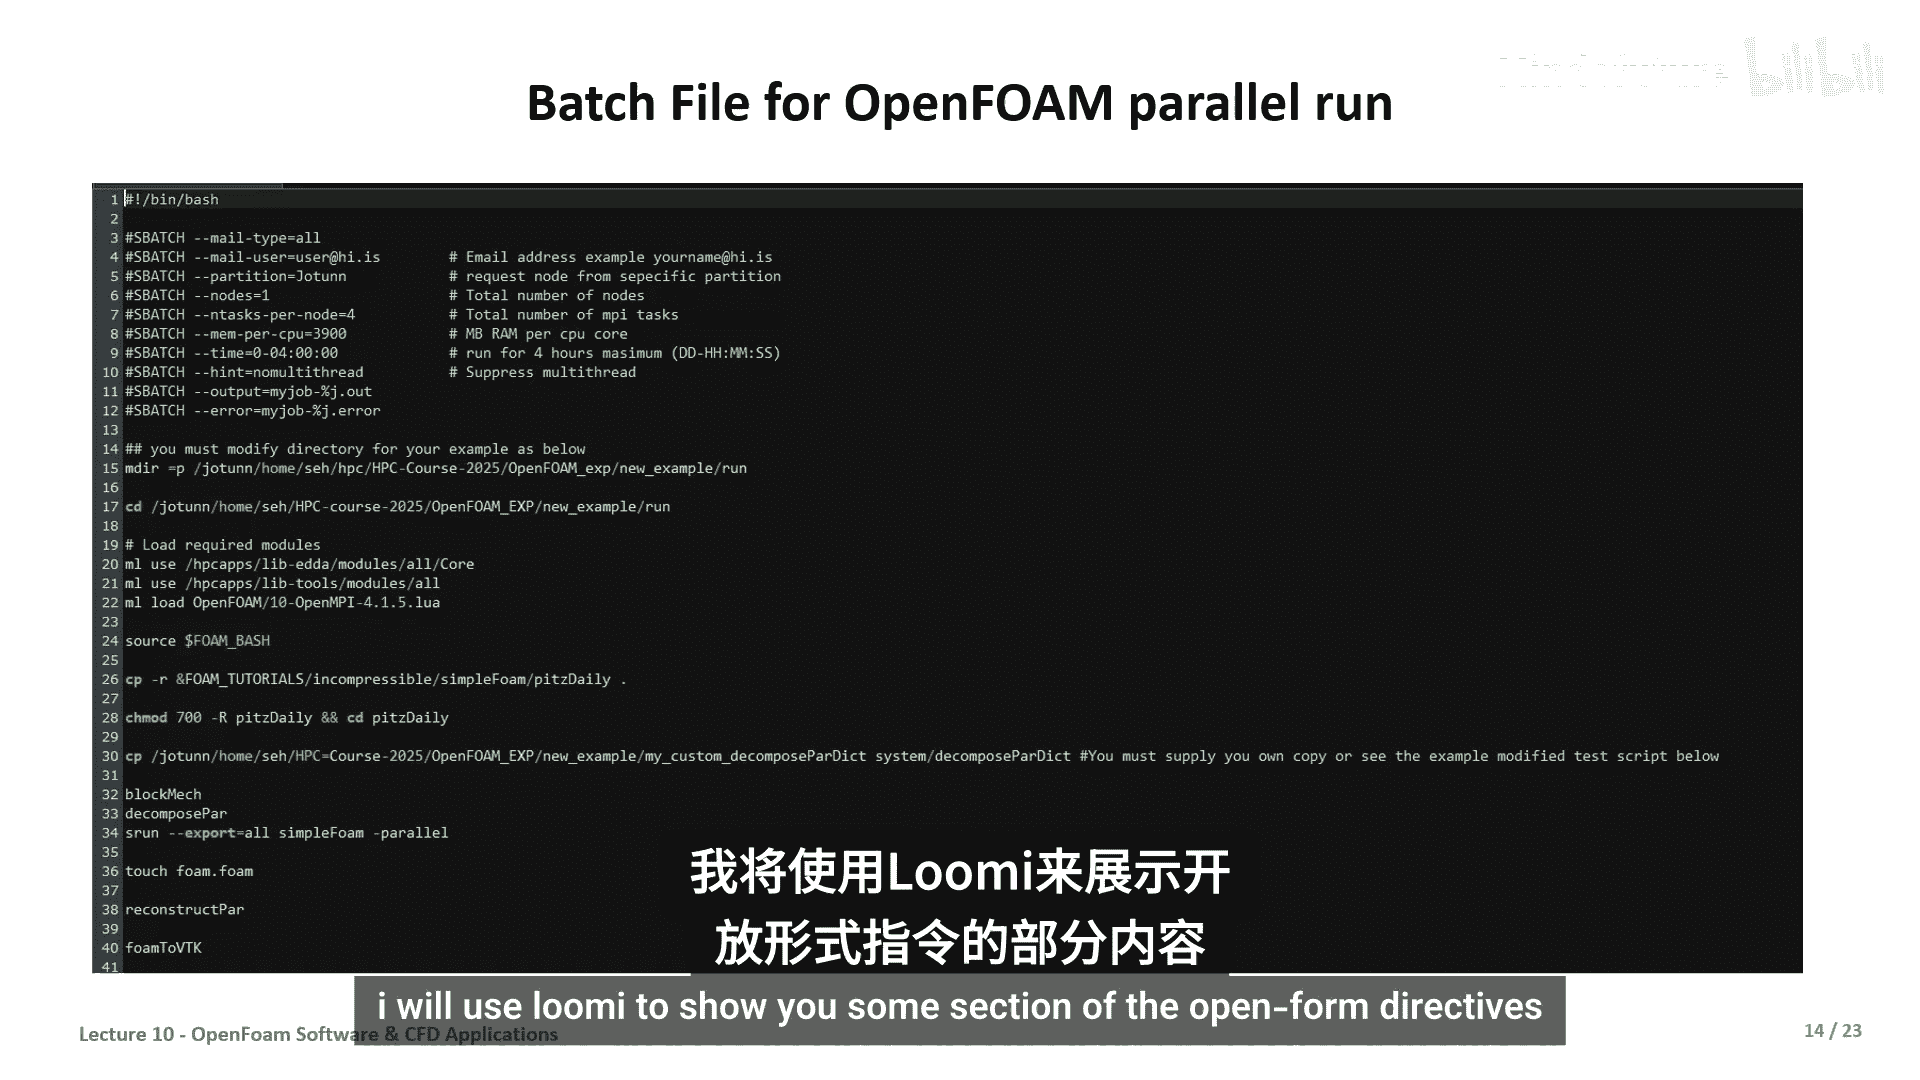 Batch File for OpenFOAM parallel run
bilibili
1 #!/bin/bash
2
3 #SBATCH --mail-type=all
4 #SBATCH --mail-user=user@hi.is # Email address example yourname@hi.is
5 #SBATCH --partition=Jotunn # request node from sepecific partition
6 #SBATCH --nodes=1 # Total number of nodes
7 #SBATCH --ntasks-per-node=4 # Total number of mpi tasks
8 #SBATCH --mem-per-cpu=3900 # MB RAM per cpu core
9 #SBATCH --time=0-04:00:00 # run for 4 hours masimum (DD-HH:MM:SS)
10 #SBATCH --hint=nomultithread # Suppress multithread
11 #SBATCH --output=myjob-%j.out
12 #SBATCH --error=myjob-%j.error
13
14 ## you must modify directory for your example as below
15 mdir =p /jotunn/home/seh/hpc/HPC-Course-2025/OpenFOAM_exp/new_example/run
16
17 cd /jotunn/home/seh/HPC-course-2025/OpenFOAM_EXP/new_example/run
18
19 # Load required modules
20 ml use /hpcapps/lib-edda/modules/all/Core
21 ml use /hpcapps/lib-tools/modules/all
22 ml load OpenFOAM/10-OpenMPI-4.1.5.lua
23
24 source $FOAM_BASH
25
26 cp -r &FOAM_TUTORIALS/incompressible/simpleFoam/pitzDaily .
27
28 chmod 700 -R pitzDaily && cd pitzDaily
29
30 cp /jotunn/home/seh/HPC=Course-2025/OpenFOAM_EXP/new_example/my_custom_decomposeParDict system/decomposeParDict #You must supply you own copy or see the example modified test script below
31
32 blockMech
33 decomposePar
34 srun --export=all simpleFoam -parallel
35
36 touch foam.foam
37
38 reconstructPar
39
40 foamToVTK
41
我将使用Loomi来展示开
放形式指令的部分内容
i will use loomi to show you some section of the open-form directives
Lecture 10 - OpenFoam Software & CFD Applications
14 / 23